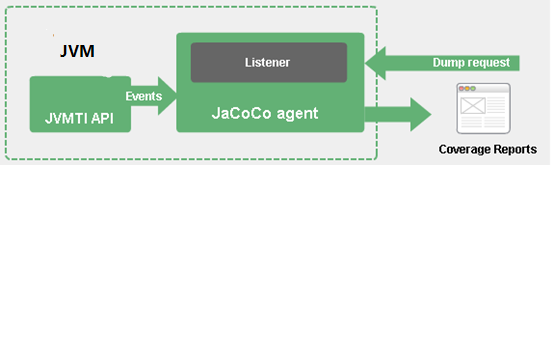 JVM
JVMTI API
Events
Listener
JaCoCo agent
Dump request
Coverage Reports